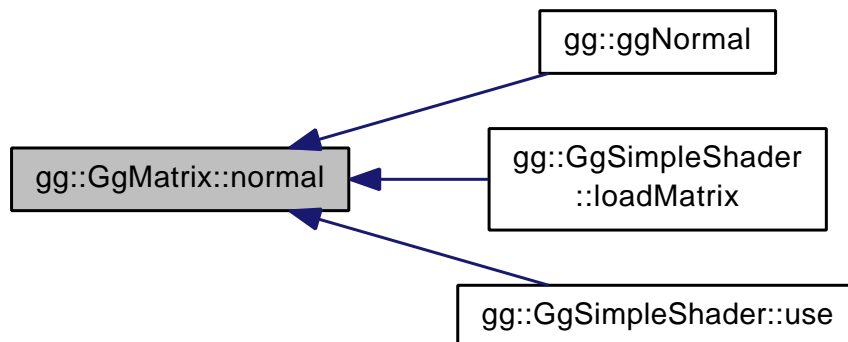 gg::ggNormal
gg::GgMatrix::normal
gg::GgSimpleShader
::loadMatrix
gg::GgSimpleShader::use